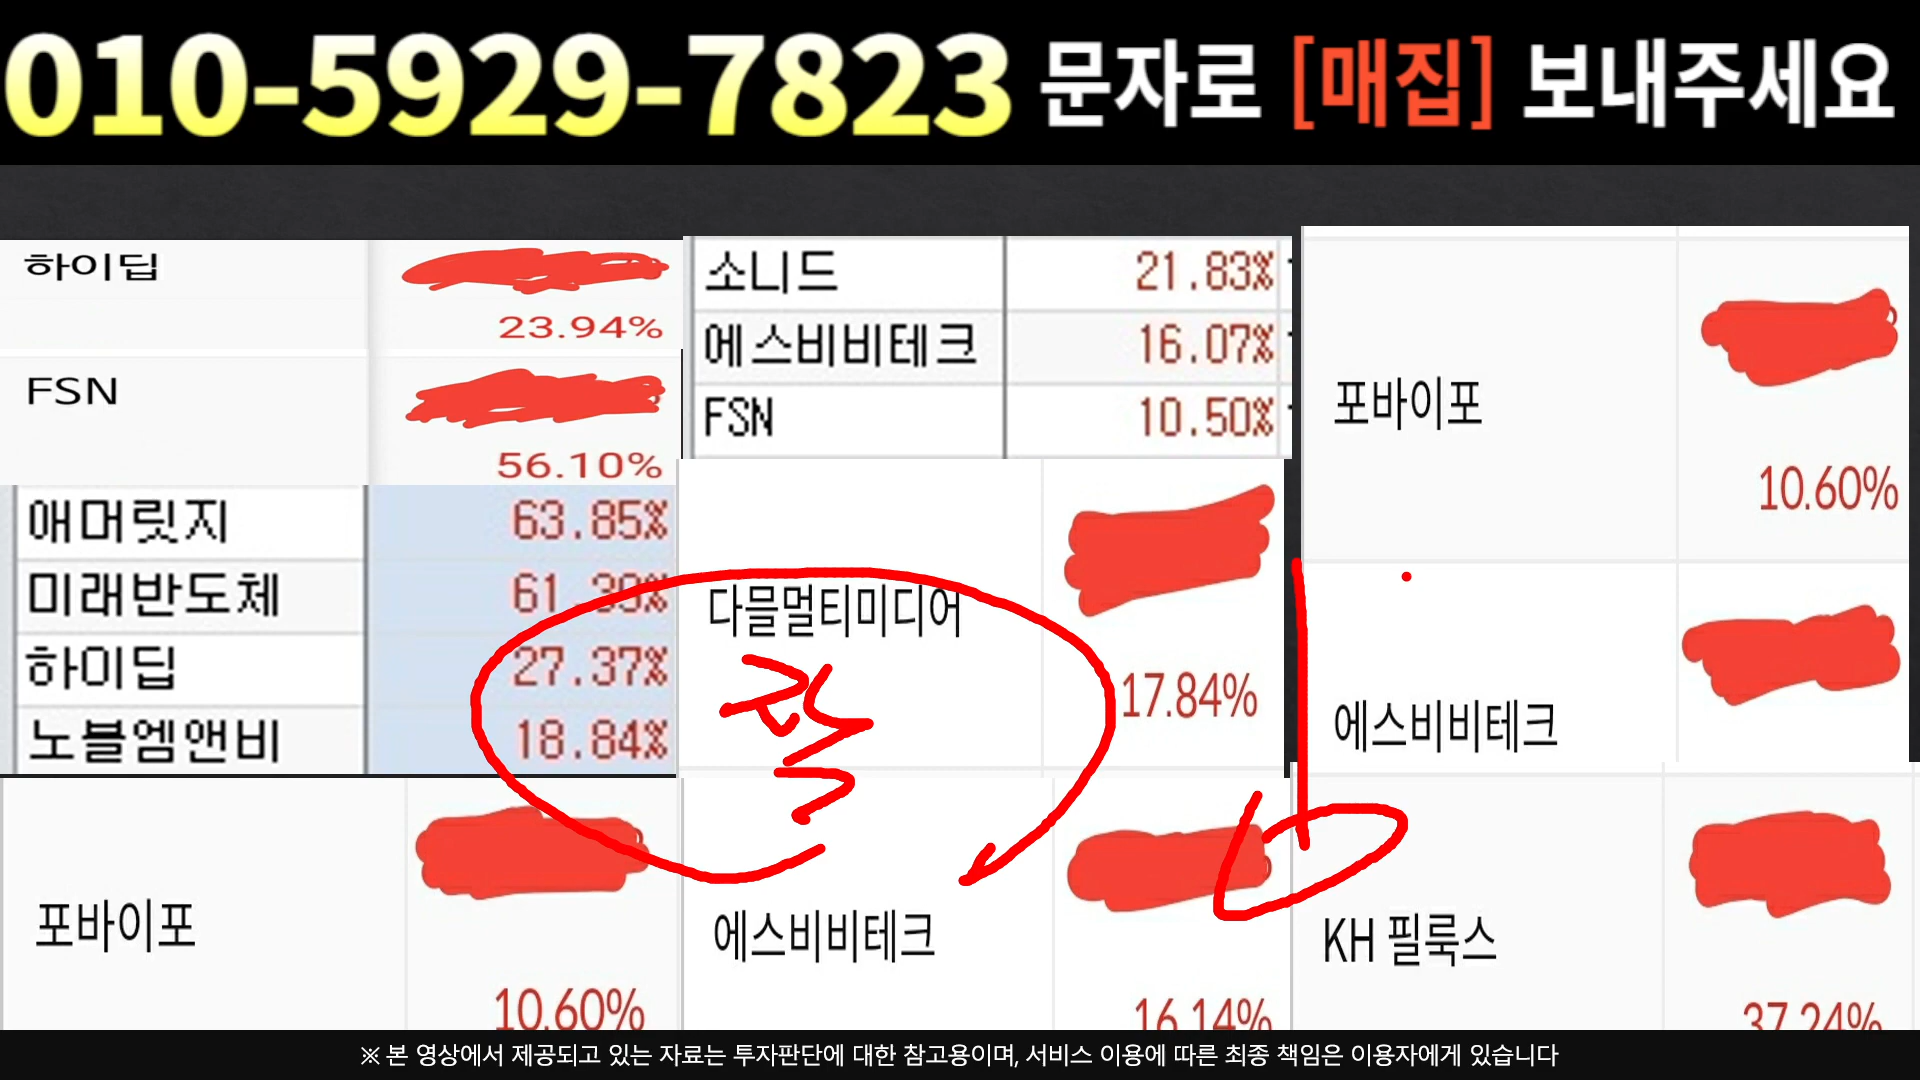 010-5929-7823 문자로 [매집] 보내주세요
하이딥
23.94%
FSN
56.10%
애머릿지 63.85%
미래반도체 61.39%
하이딥 27.37%
노블엠앤비 18.84%
소니드 21.83%
에스비비테크 16.07%
FSN 10.50%
다믈멀티미디어
17.84%
포바이포
10.60%
에스비비테크
포바이포
10.60%
에스비비테크
16.14%
KH 필룩스
37.24%
※ 본 영상에서 제공되고 있는 자료는 투자판단에 대한 참고용이며, 서비스 이용에 따른 최종 책임은 이용자에게 있습니다